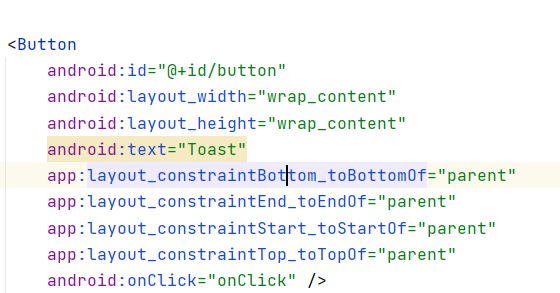 <Button
android:id="@+id/button"
android:layout_width="wrap_content"
android:layout_height="wrap_content"
android:text="Toast"
app:layout_constraintBottom_toBottomOf="parent"
app:layout_constraintEnd_toEndOf="parent"
app:layout_constraintStart_toStartOf="parent"
app:layout_constraintTop_toTopOf="parent"
android:onClick="onClick" />